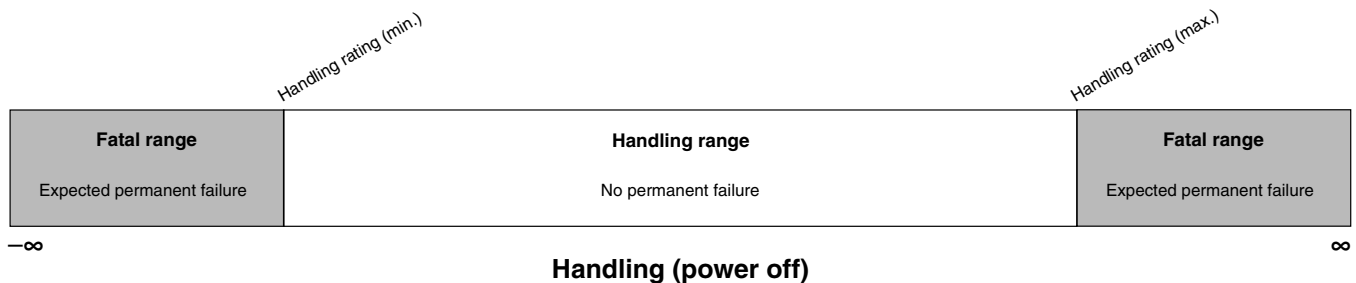 Handling rating (min.)
Handling rating (max.)
Fatal range
Handling range
Fatal range
Expected permanent failure
No permanent failure
Expected permanent failure
–∞
∞
Handling (power off)